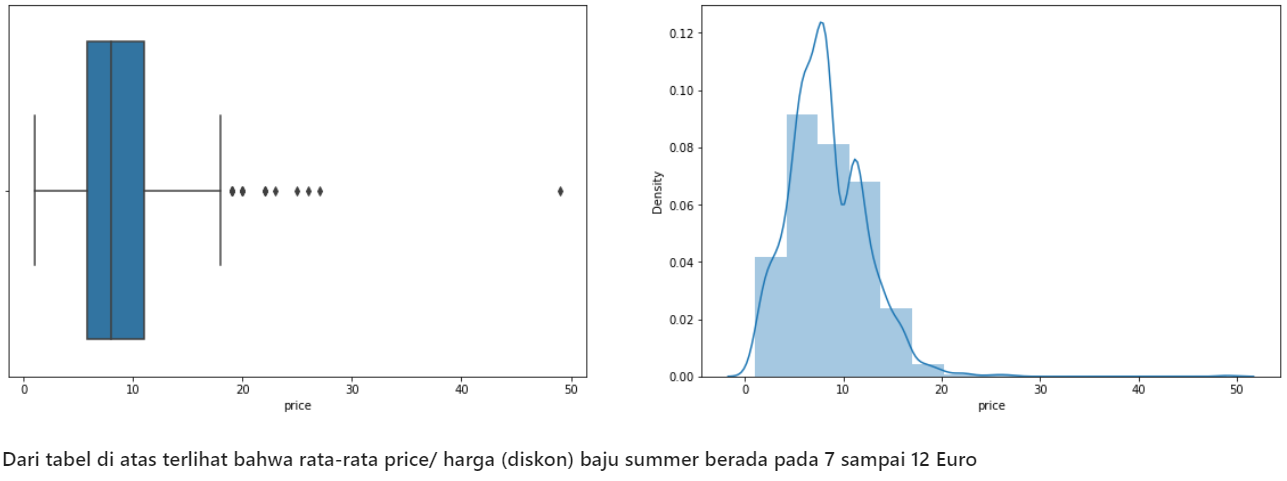 0 10 20 30 40 50
price
0.12
0.10
0.08
0.06
0.04
0.02
0.00
Density
0 10 20 30 40 50
price
Dari tabel di atas terlihat bahwa rata-rata price/ harga (diskon) baju summer berada pada 7 sampai 12 Euro